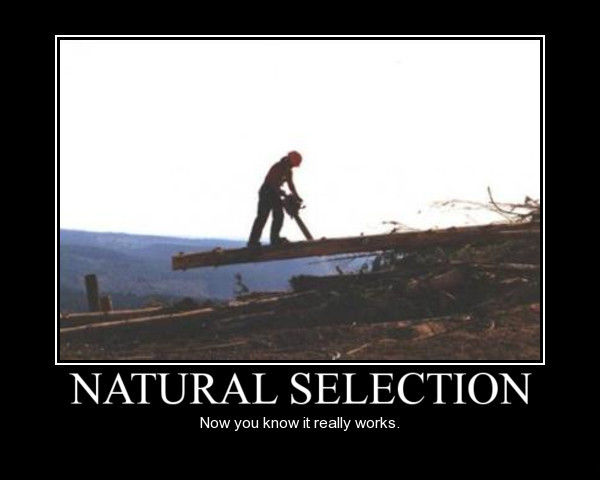 NATURAL SELECTION
Now you know it really works.